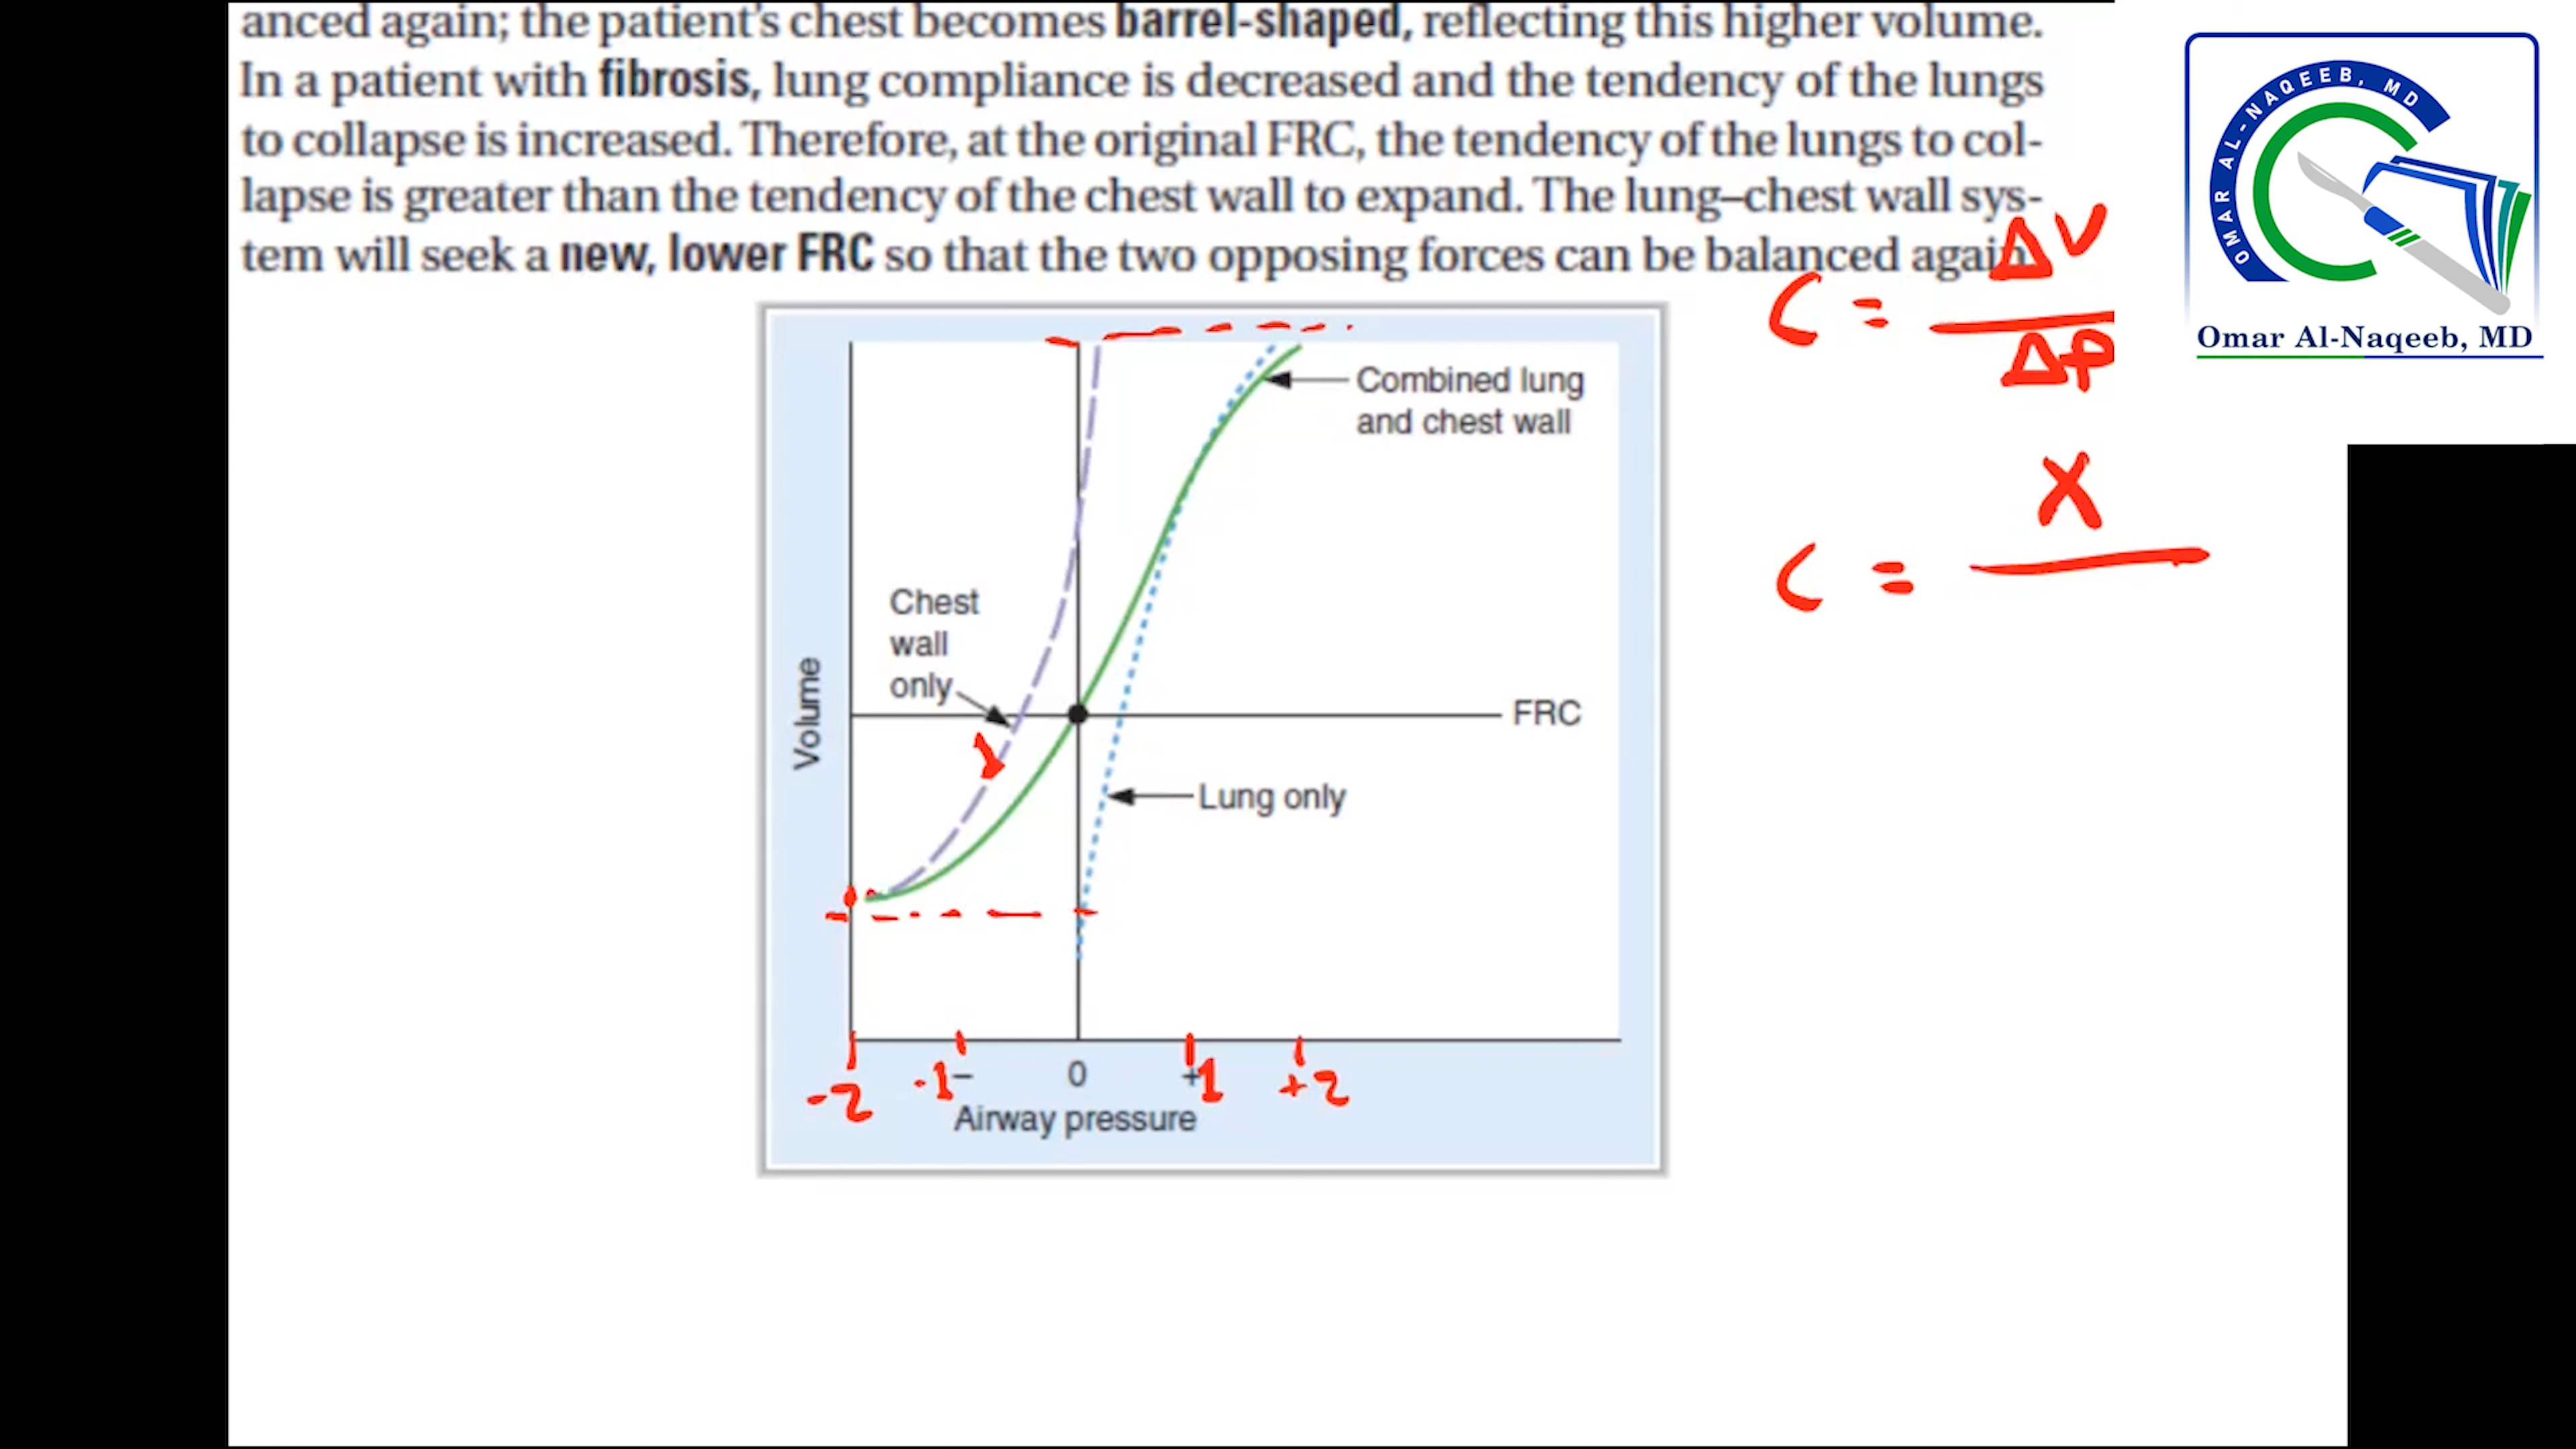 anced again; the patient's chest becomes barrel-shaped, reflecting this higher volume.
In a patient with fibrosis, lung compliance is decreased and the tendency of the lungs
to collapse is increased. Therefore, at the original FRC, the tendency of the lungs to col-
lapse is greater than the tendency of the chest wall to expand. The lung–chest wall sys-
tem will seek a new, lower FRC so that the two opposing forces can be balanced again.
OMAR AL-NAQEEB, MD
Omar Al-Naqeeb, MD
C = ΔV
ΔP
C = X
Combined lung
and chest wall
Chest
wall
only
Volume
FRC
1
Lung only
− 0 +
-2 -1 1 +2
Airway pressure